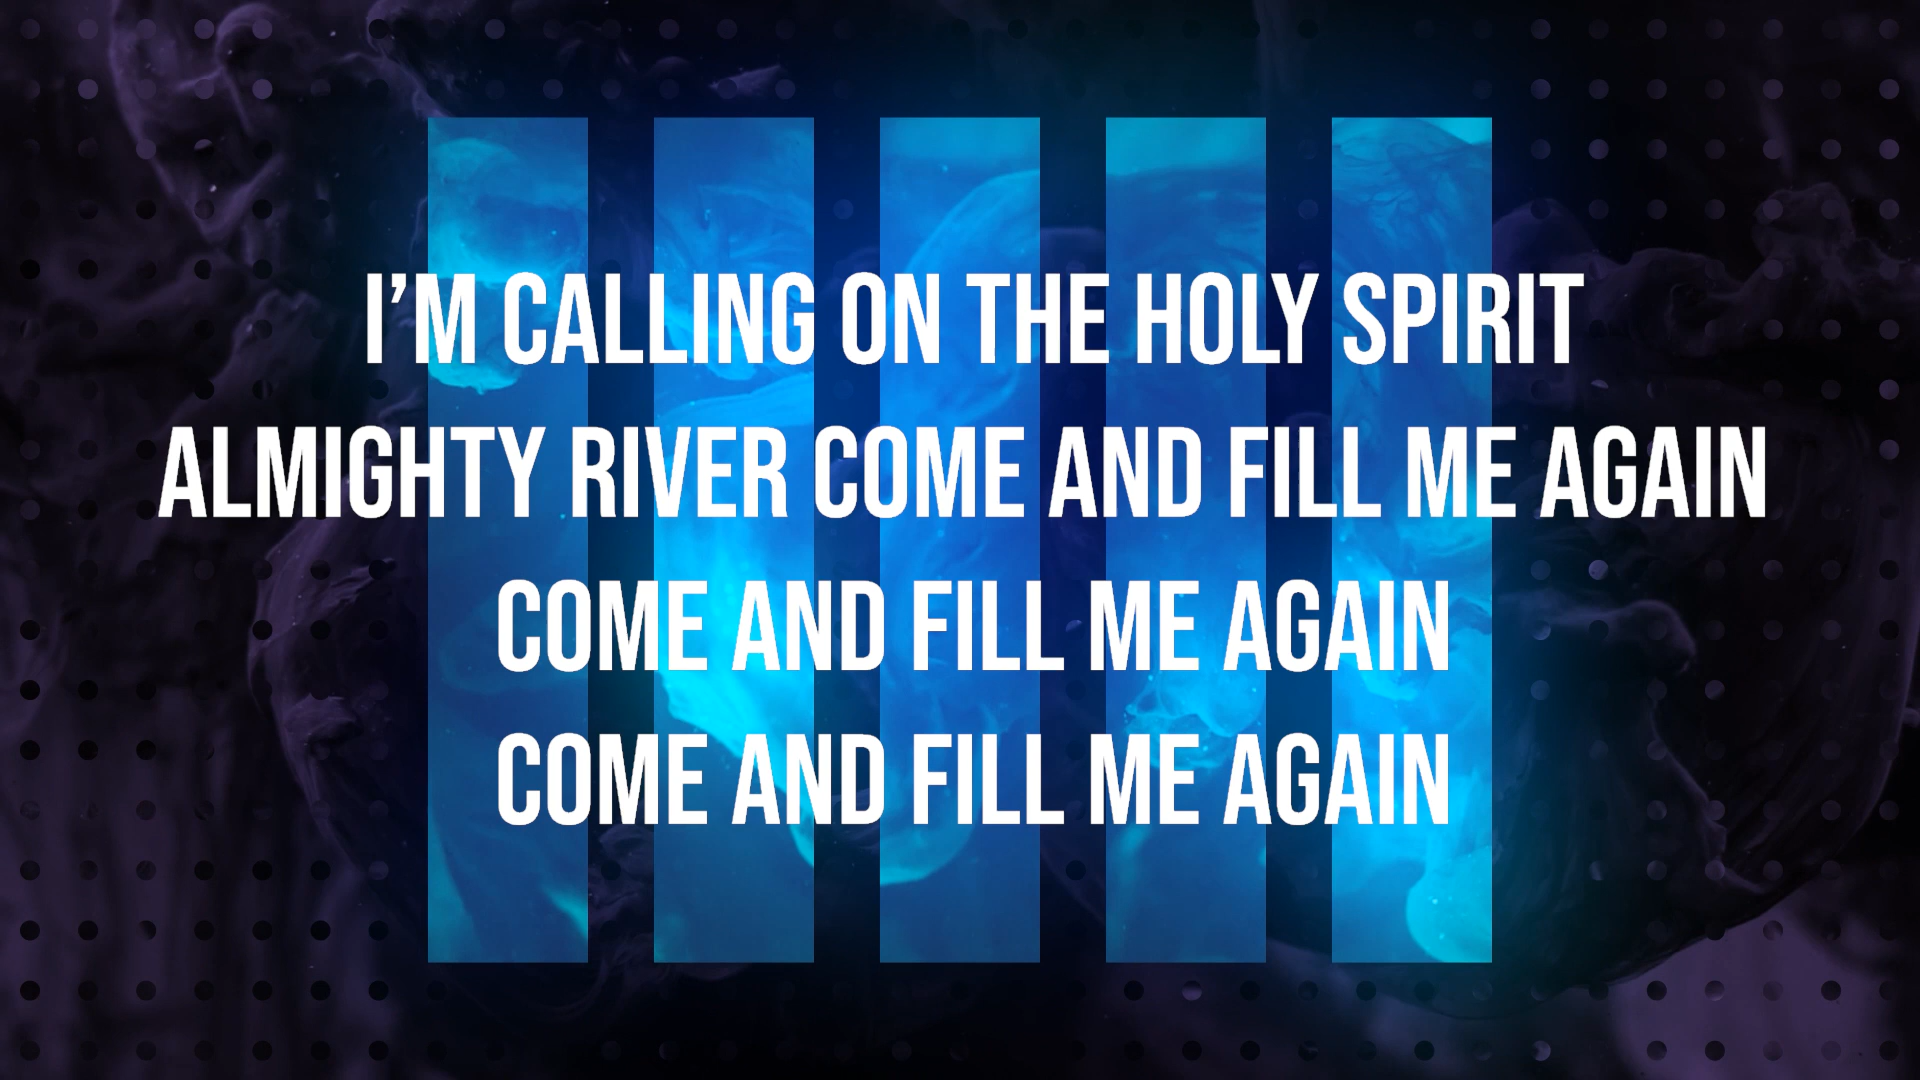 I’M CALLING ON THE HOLY SPIRIT
ALMIGHTY RIVER COME AND FILL ME AGAIN
COME AND FILL ME AGAIN
COME AND FILL ME AGAIN